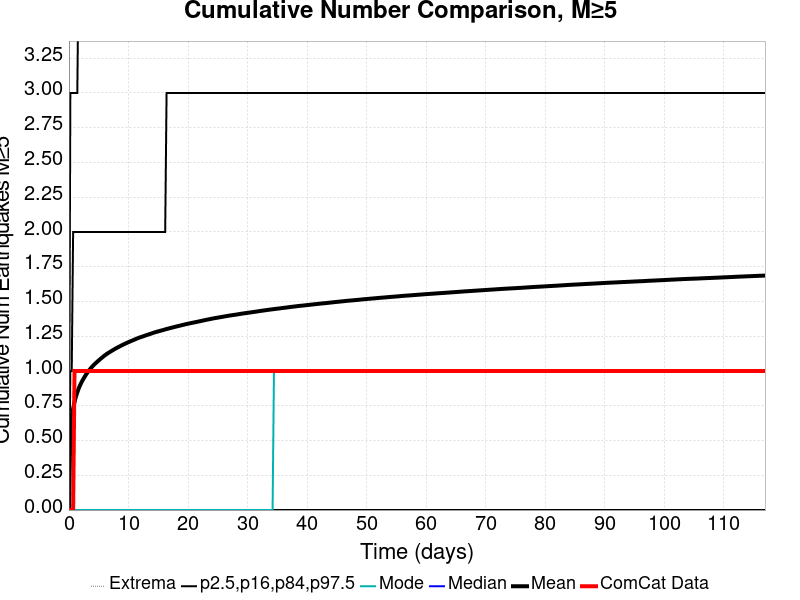 Cumulative Number Comparison, M≥5
Cumulative Num Earthquakes M≥5
3.25
3.00
2.75
2.50
2.25
2.00
1.75
1.50
1.25
1.00
0.75
0.50
0.25
0.00
0 10 20 30 40 50 60 70 80 90 100 110
Time (days)
Extrema p2.5,p16,p84,p97.5 Mode Median Mean ComCat Data